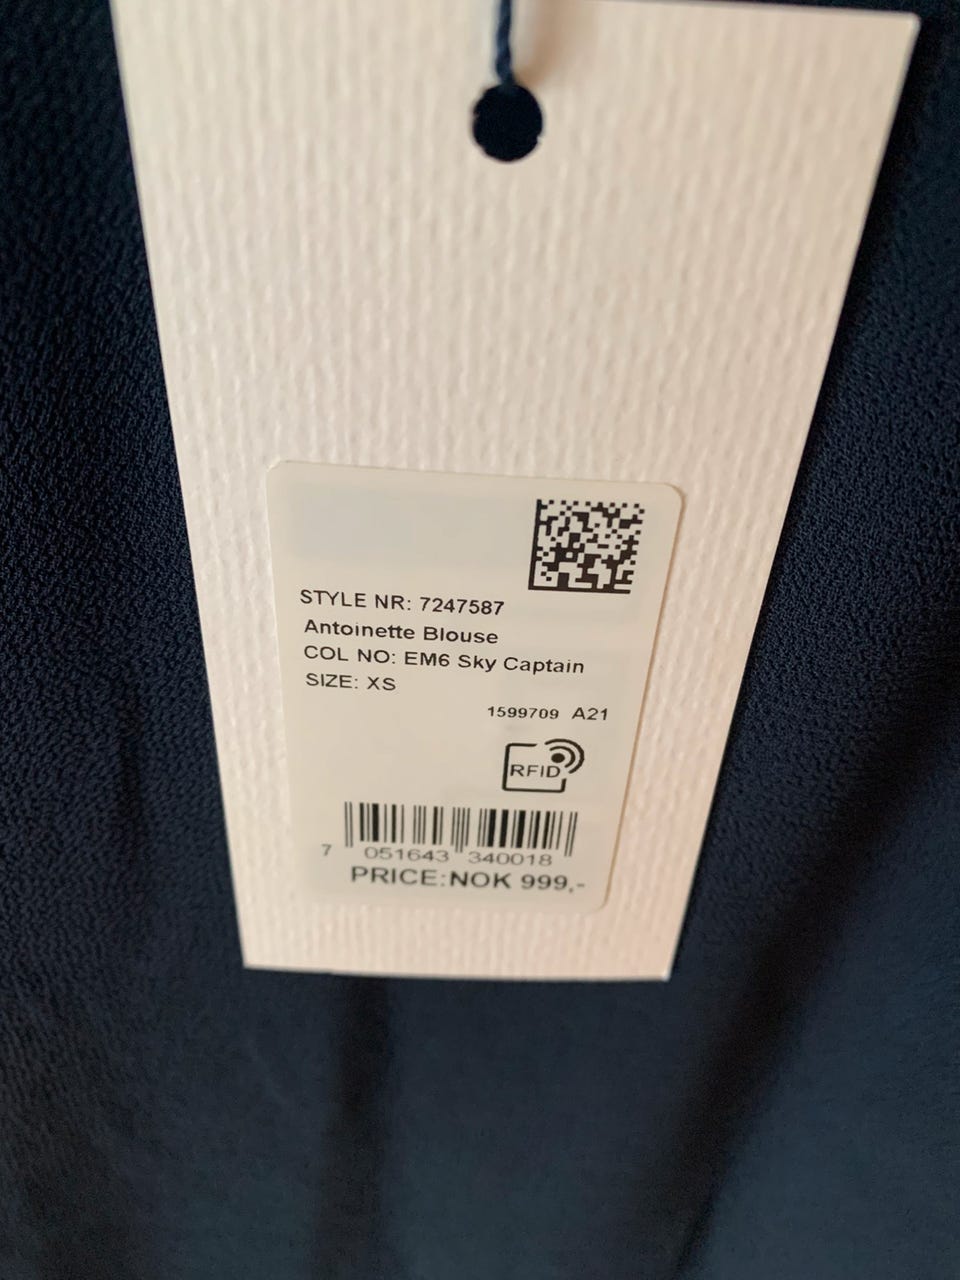 STYLE NR: 7247587
Antoinette Blouse
COL NO: EM6 Sky Captain
SIZE: XS
1599709 A21
RFID
7 051643 340018
PRICE:NOK 999,-